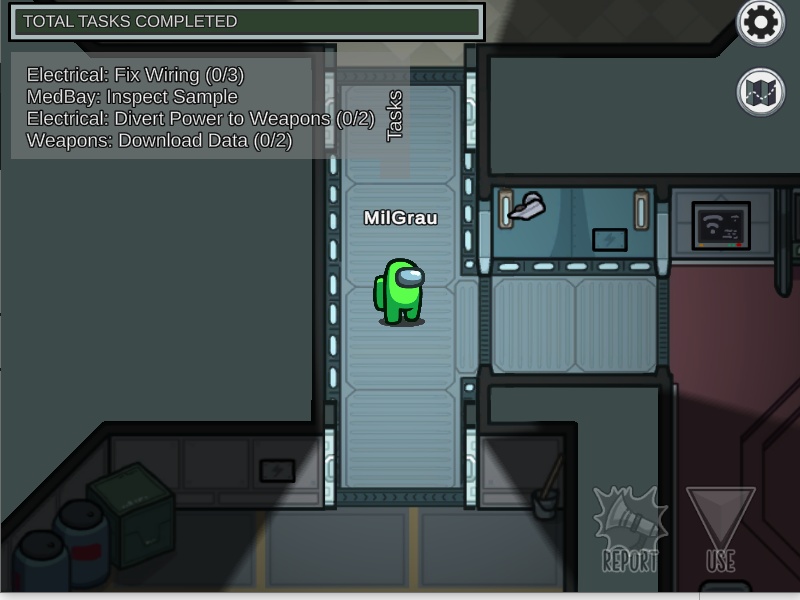 TOTAL TASKS COMPLETED
Electrical: Fix Wiring (0/3)
MedBay: Inspect Sample
Electrical: Divert Power to Weapons (0/2)
Weapons: Download Data (0/2)
Tasks
MilGrau
REPORT
USE